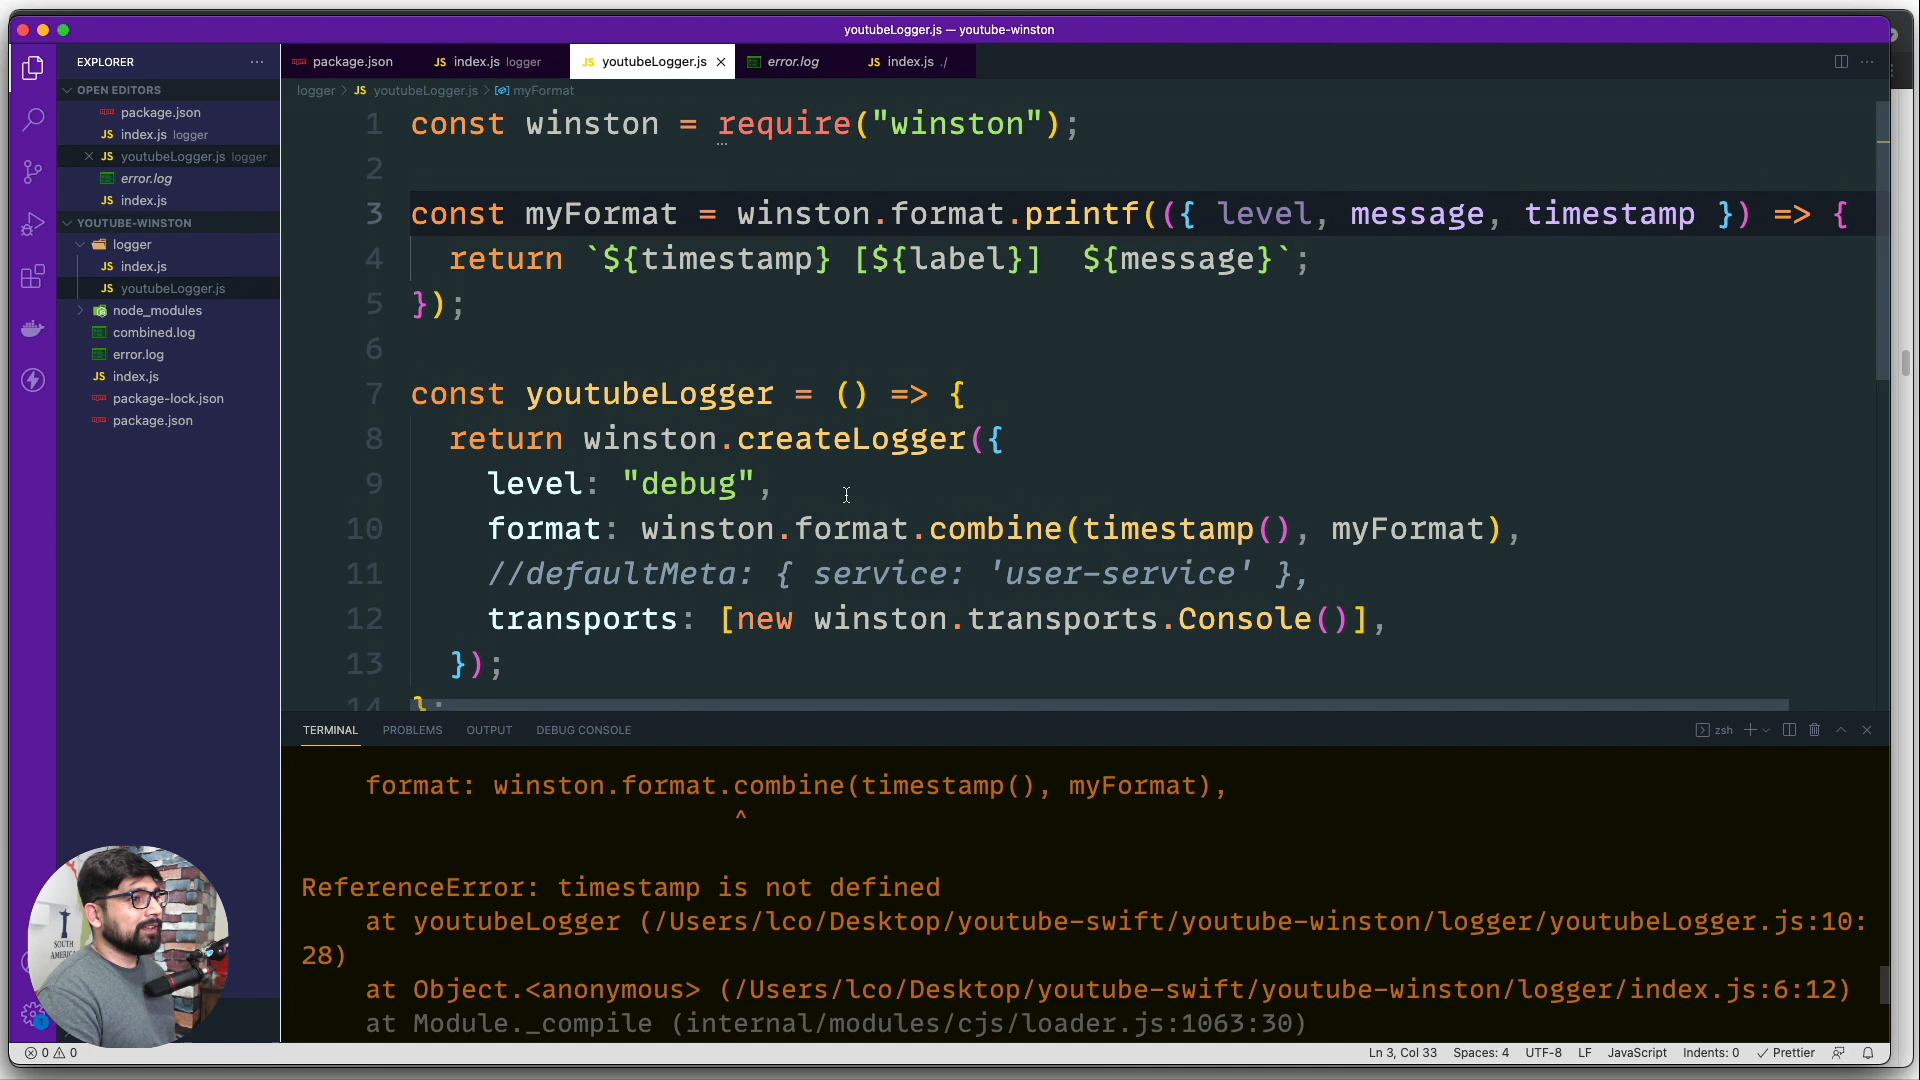 youtubeLogger.js — youtube-winston
EXPLORER
package.json
index.js logger
youtubeLogger.js
error.log
index.js ./
OPEN EDITORS
package.json
index.js logger
youtubeLogger.js logger
error.log
index.js
YOUTUBE-WINSTON
logger
index.js
youtubeLogger.js
node_modules
combined.log
error.log
index.js
package-lock.json
package.json
logger > JS youtubeLogger.js > myFormat
1 const winston = require("winston");
2
3 const myFormat = winston.format.printf(({ level, message, timestamp }) => {
4 return `${timestamp} [${label}]  ${message}`;
5 });
6
7 const youtubeLogger = () => {
8 return winston.createLogger({
9 level: "debug",
10 format: winston.format.combine(timestamp(), myFormat),
11 //defaultMeta: { service: 'user-service' },
12 transports: [new winston.transports.Console()],
13 });
14 };
TERMINAL PROBLEMS OUTPUT DEBUG CONSOLE
zsh
format: winston.format.combine(timestamp(), myFormat),
^
ReferenceError: timestamp is not defined
at youtubeLogger (/Users/lco/Desktop/youtube-swift/youtube-winston/logger/youtubeLogger.js:10:
28)
at Object.<anonymous> (/Users/lco/Desktop/youtube-swift/youtube-winston/logger/index.js:6:12)
at Module._compile (internal/modules/cjs/loader.js:1063:30)
SOUTH
AMERICA
0 0
Ln 3, Col 33 Spaces: 4 UTF-8 LF JavaScript Indents: 0 Prettier